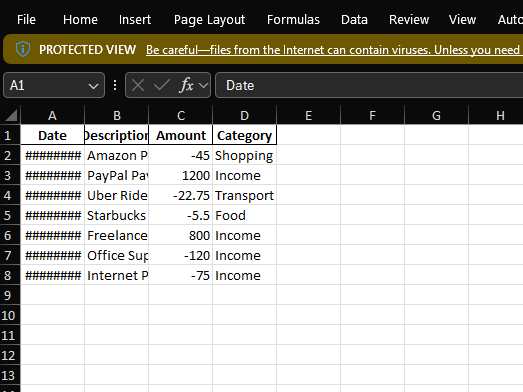 File Home Insert Page Layout Formulas Data Review View Auto
PROTECTED VIEW Be careful—files from the Internet can contain viruses. Unless you need
A1 fx Date
A B C D E F G H
1 Date Description Amount Category
2 ######## Amazon P -45 Shopping
3 ######## PayPal Pay 1200 Income
4 ######## Uber Ride -22.75 Transport
5 ######## Starbucks -5.5 Food
6 ######## Freelance 800 Income
7 ######## Office Sup -120 Income
8 ######## Internet P -75 Income
9
10
11
12
13